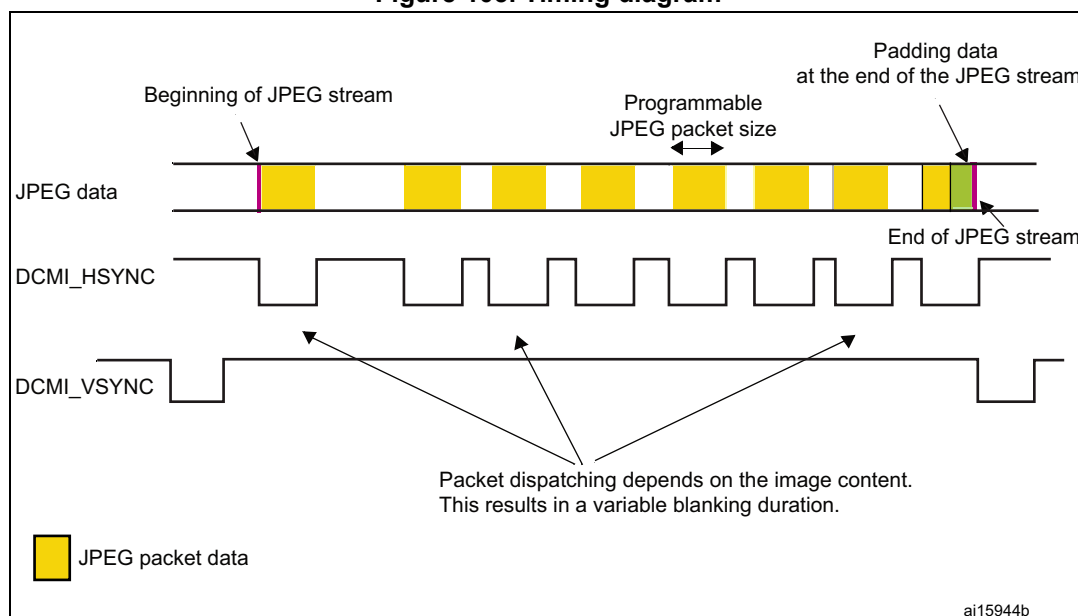 Padding data
at the end of the JPEG stream
Beginning of JPEG stream
Programmable
JPEG packet size
JPEG data
End of JPEG stream
DCMI_HSYNC
DCMI_VSYNC
Packet dispatching depends on the image content.
This results in a variable blanking duration.
JPEG packet data
ai15944b